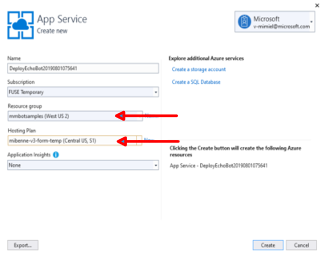 App Service
Create new
Microsoft
v-mimiel@microsoft.com
Name
DeployEchoBot20190801075641
Subscription
FUSE Temporary
Resource group
mmbotsamples (West US 2)
Hosting Plan
mibenne-v3-form-temp (Central US, S1)
Application Insights
None
Explore additional Azure services
Create a storage account
Create a SQL Database
Clicking the Create button will create the following Azure
resources
App Service - DeployEchoBot20190801075641
Export...
Create
Cancel